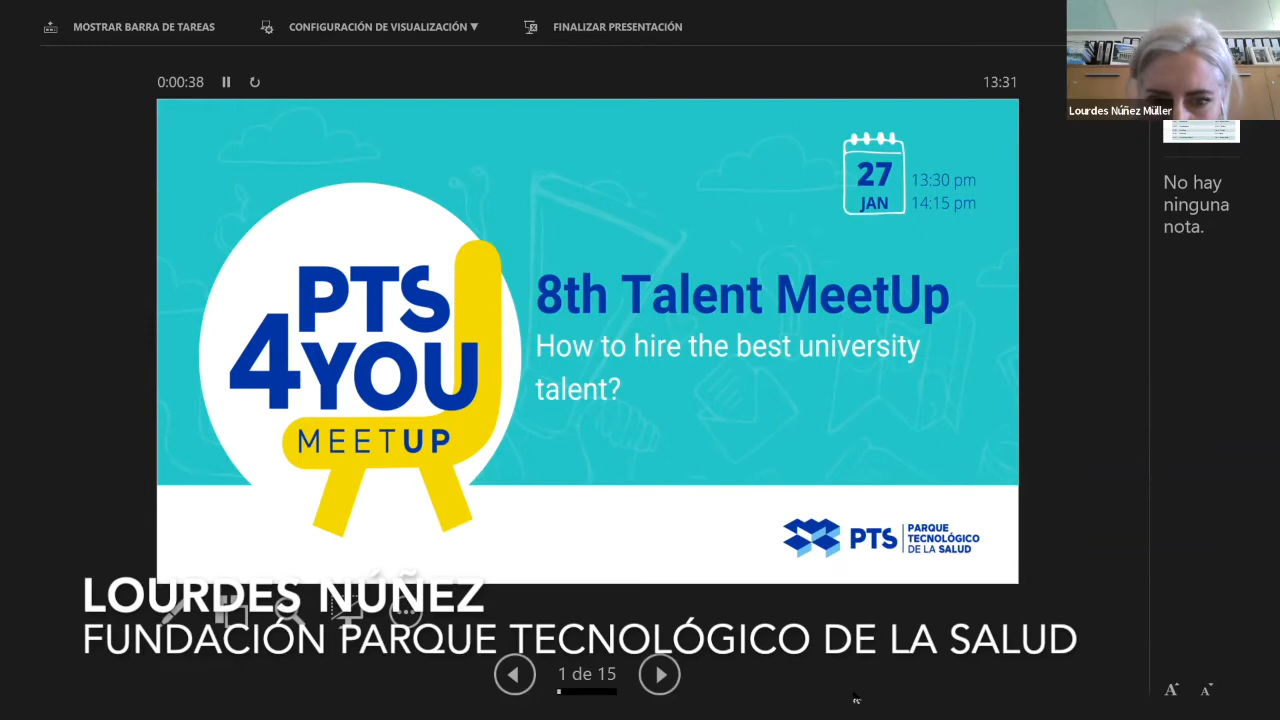 MOSTRAR BARRA DE TAREAS
CONFIGURACIÓN DE VISUALIZACIÓN ▼
FINALIZAR PRESENTACIÓN
Lourdes Núñez Müller
0:00:38
13:31
27
JAN
13:30 pm
14:15 pm
No hay
ninguna
nota.
PTS
4YOU
MEETUP
8th Talent MeetUp
How to hire the best university
talent?
PTS
PARQUE
TECNOLÓGICO
DE LA SALUD
LOURDES NÚÑEZ
FUNDACIÓN PARQUE TECNOLÓGICO DE LA SALUD
1 de 15
A A